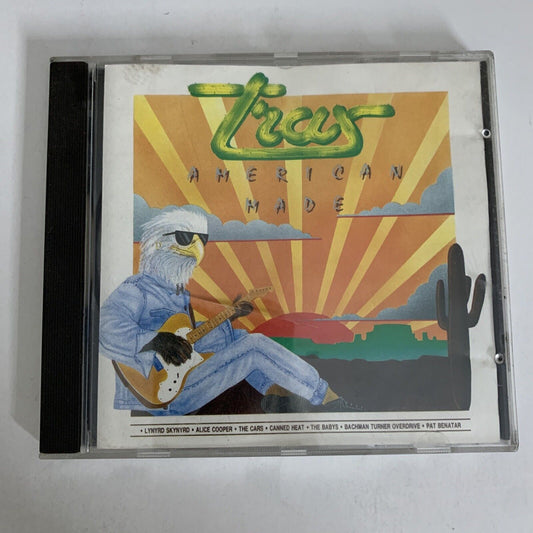 Trax
AMERICAN
MADE
• LYNYRD SKYNYRD • ALICE COOPER • THE CARS • CANNED HEAT • THE BABYS • BACHMAN TURNER OVERDRIVE • PAT BENATAR